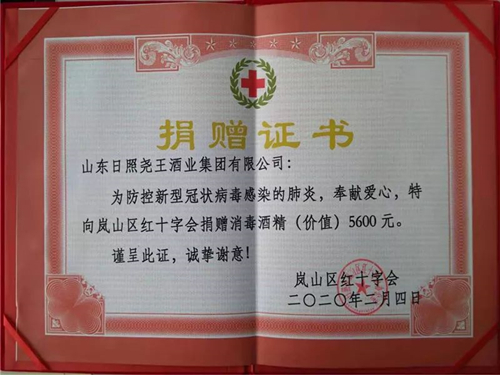 捐赠证书
山东日照尧王酒业集团有限公司：
为防控新型冠状病毒感染的肺炎，奉献爱心，特
向岚山区红十字会捐赠消毒酒精（价值）5600元。
谨呈此证，诚挚谢意！
岚山区红十字会
二〇二〇年二月四日